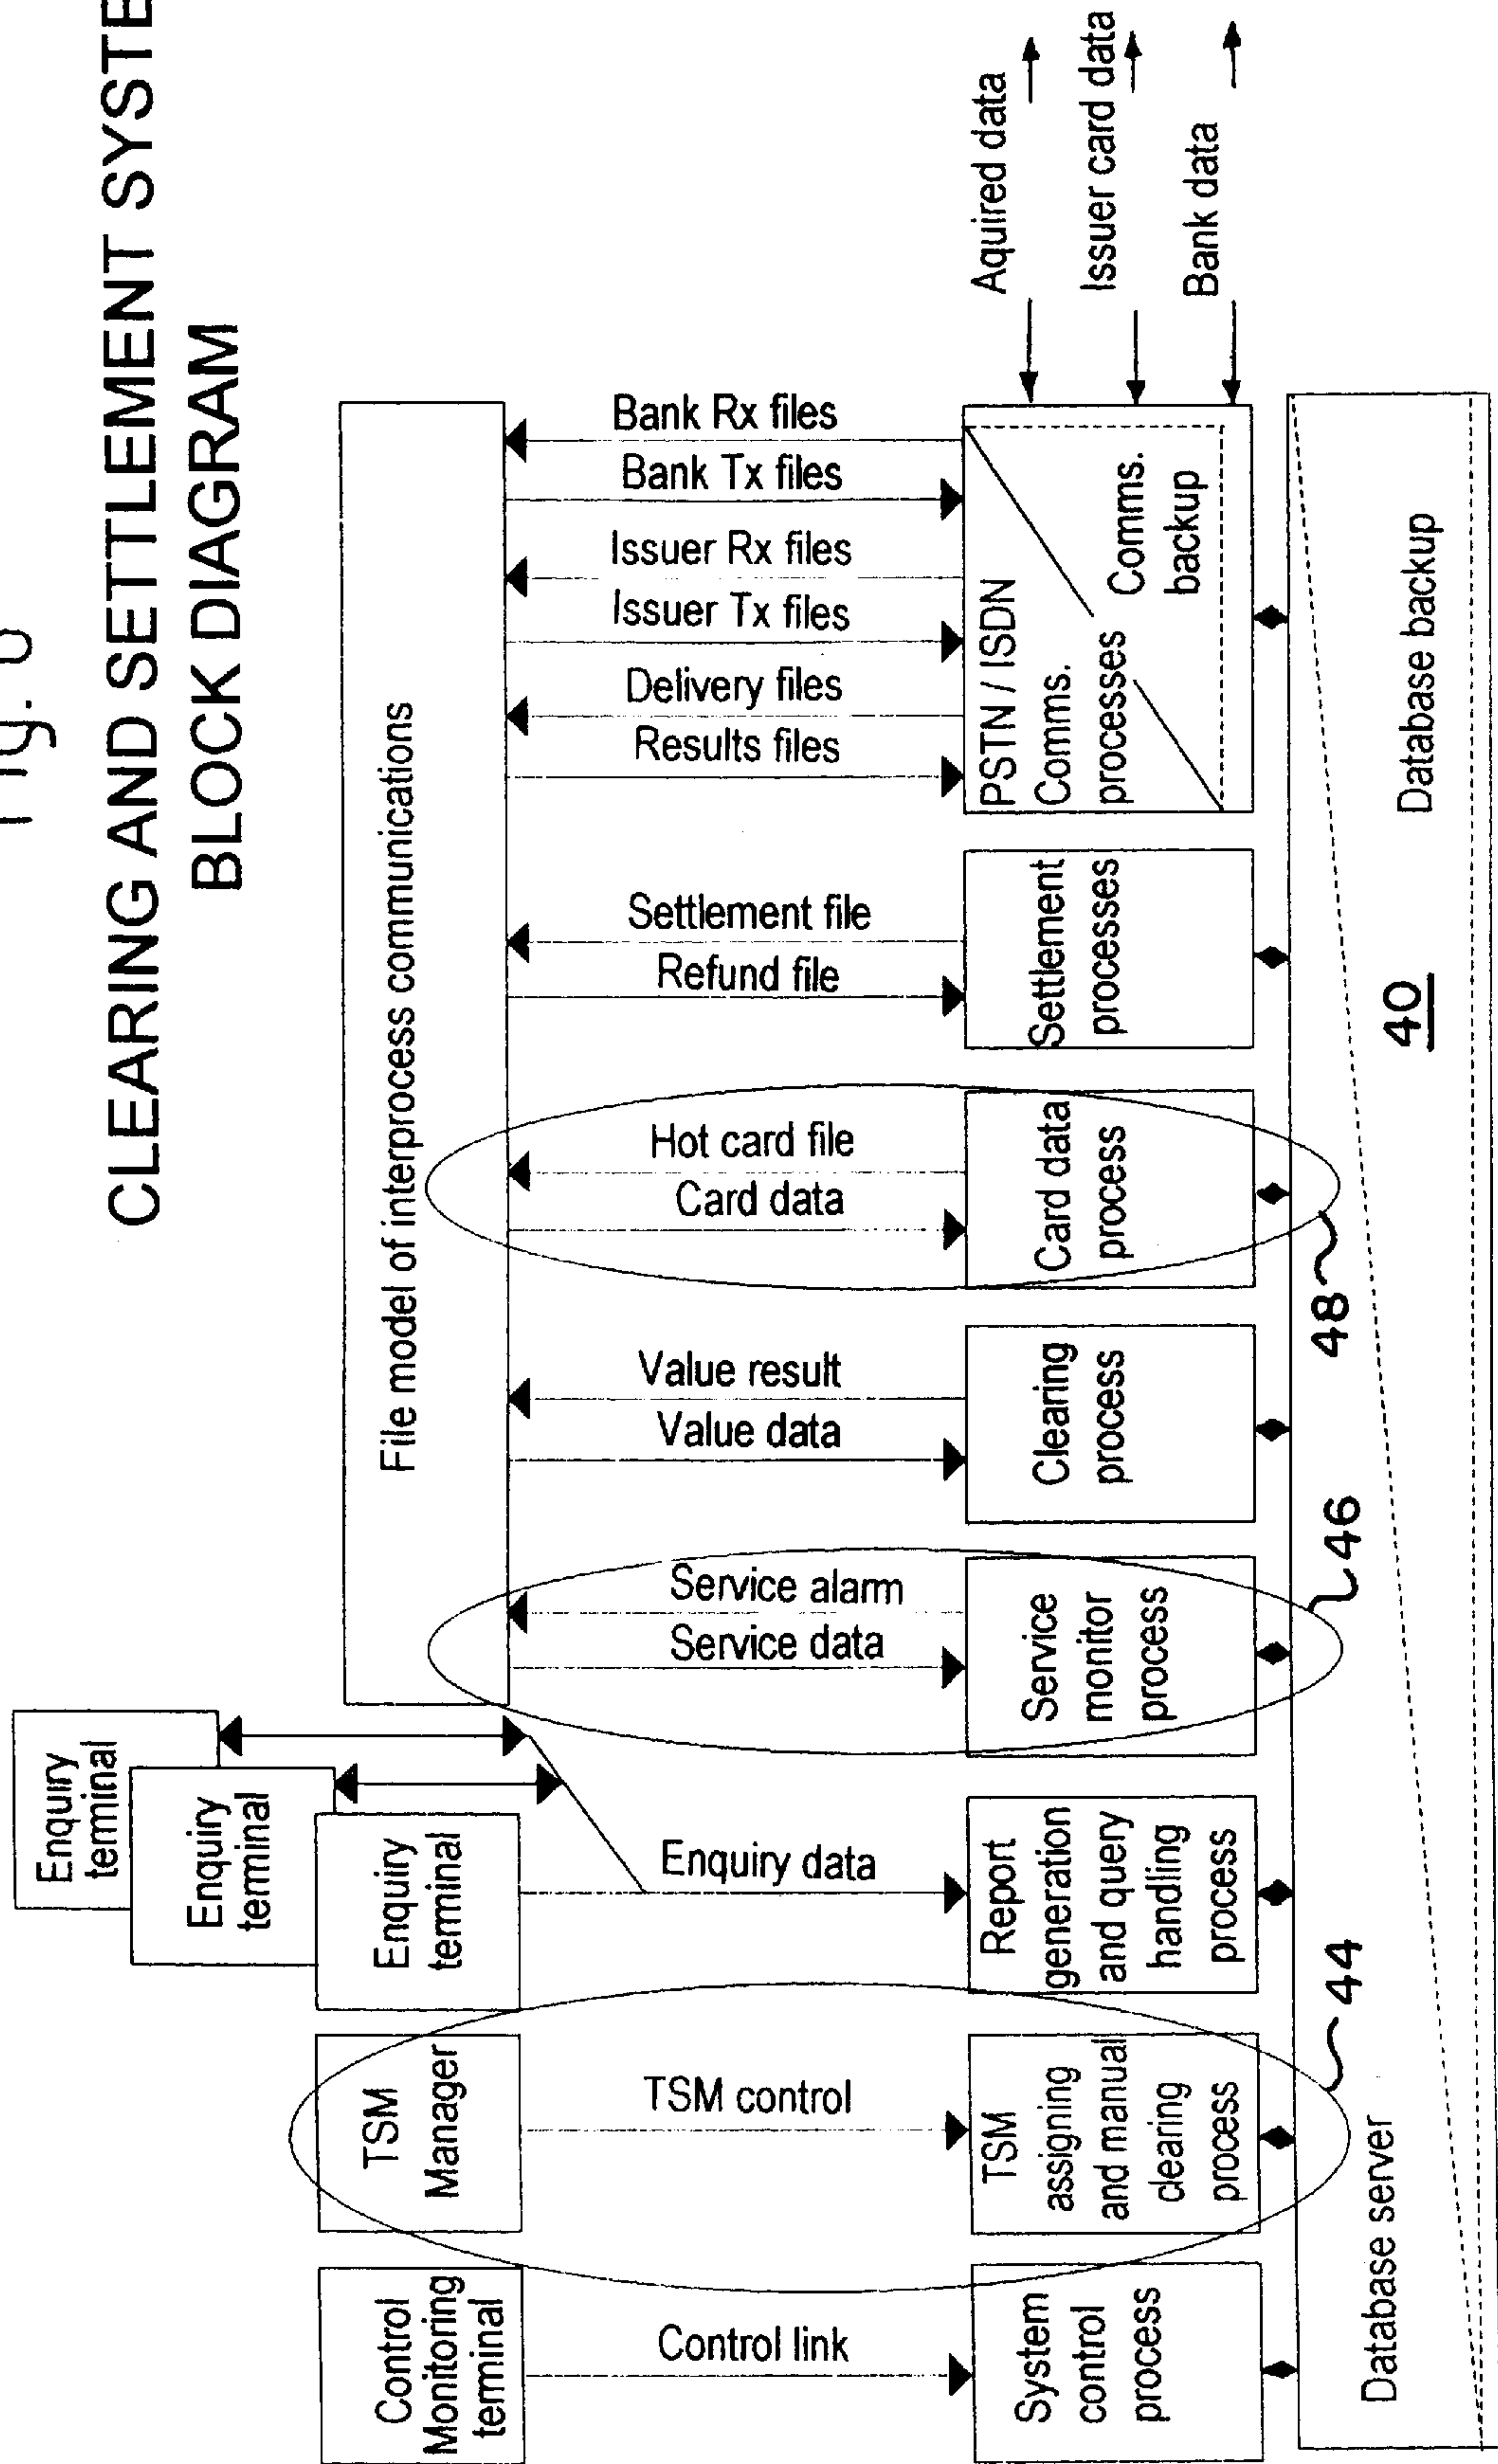 CLEARING AND SETTLEMENT SYSTE
BLOCK DIAGRAM
Enquiry
terminal
Enquiry
terminal
Enquiry
terminal
Control
Monitoring
terminal
TSM
Manager
File model of interprocess communications
Control link
TSM control
Enquiry data
Service alarm
Service data
Value result
Value data
Hot card file
Card data
Settlement file
Refund file
Bank Rx files
Bank Tx files
Issuer Rx files
Issuer Tx files
Delivery files
Results files
System
control
process
TSM
assigning
and manual
clearing
process
Report
generation
and query
handling
process
Service
monitor
process
Clearing
process
Card data
process
Settlement
processes
PSTN / ISDN
Comms.
processes
Comms.
backup
Aquired data
Issuer card data
Bank data
44
46
48
40
Database server
Database backup